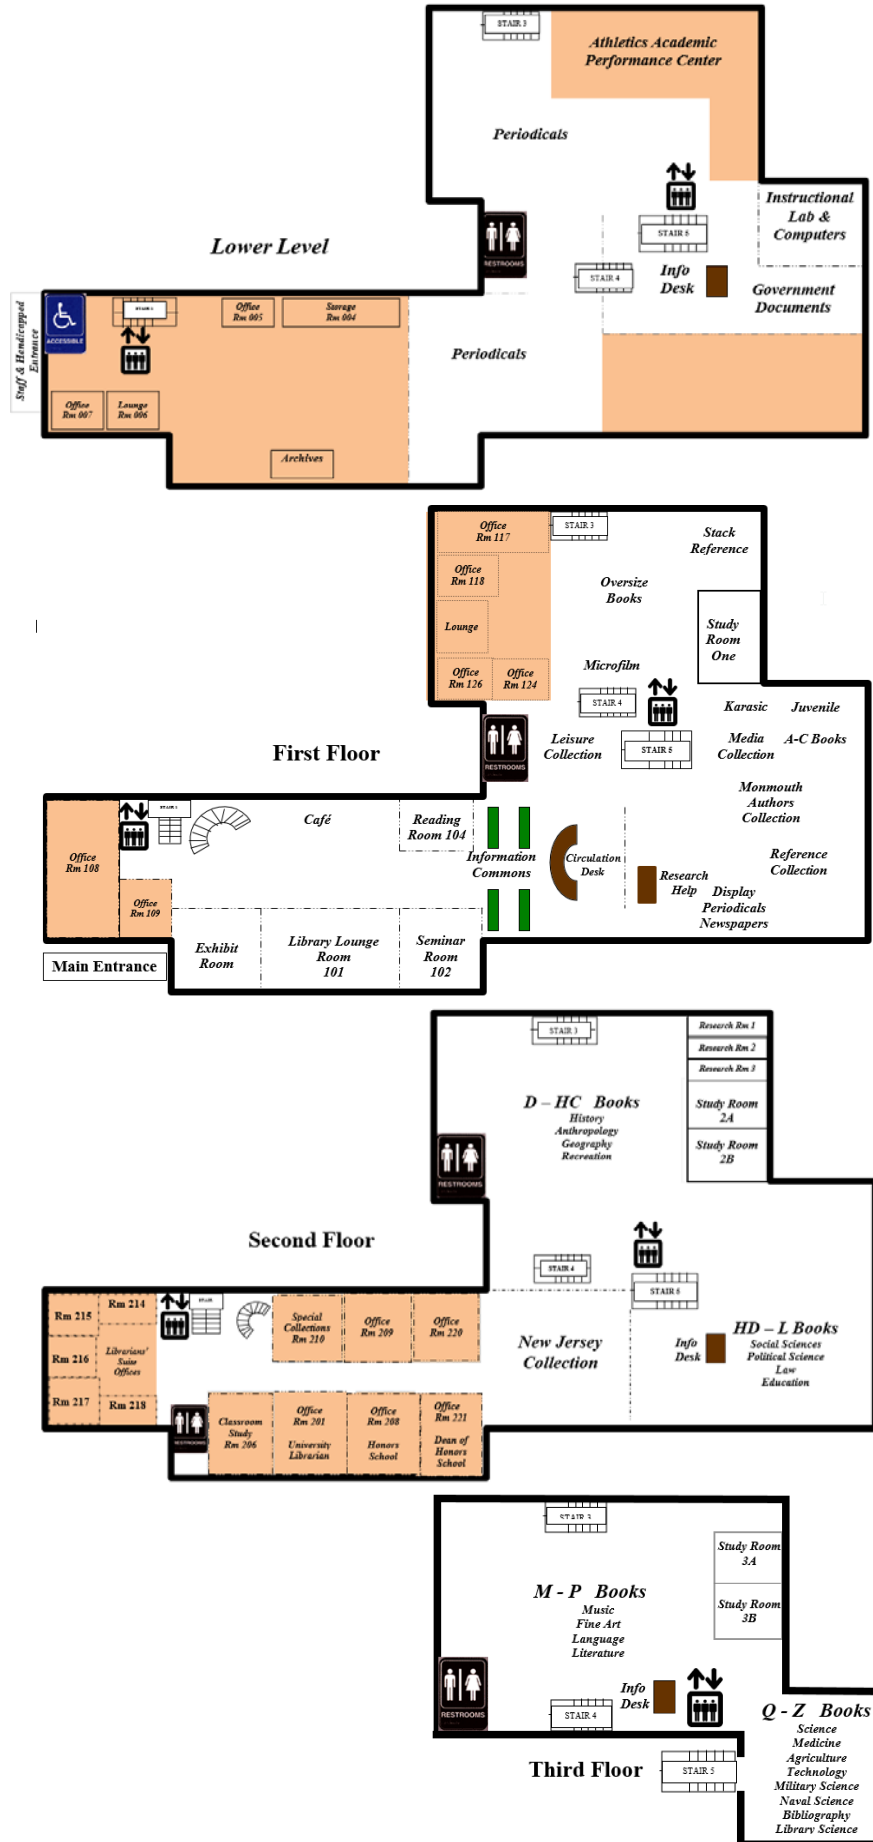 STAIR 3
Athletics Academic
Performance Center
Periodicals
Instructional
Lab &
Computers
STAIR 5
RESTROOMS
Lower Level
STAIR 4
Info
Desk
Government
Documents
Staff & Handicapped
Entrance
ACCESSIBLE
Office
Rm 005
Storage
Rm 004
Periodicals
Office
Rm 007
Lounge
Rm 006
Archives
Office
Rm 117
STAIR 3
Stack
Reference
Office
Rm 118
Oversize
Books
Lounge
Study
Room
One
Microfilm
Office
Rm 126
Office
Rm 124
STAIR 4
Karasic
Juvenile
Leisure
Collection
STAIR 5
Media
Collection
A-C Books
RESTROOMS
First Floor
Monmouth
Authors
Collection
Café
Reading
Room 104
Office
Rm 108
Information
Commons
Circulation
Desk
Reference
Collection
Research
Help
Office
Rm 109
Display
Periodicals
Newspapers
Main Entrance
Exhibit
Room
Library Lounge
Room
101
Seminar
Room
102
STAIR 3
Research Rm 1
Research Rm 2
Research Rm 3
D – HC Books
History
Anthropology
Geography
Recreation
Study Room
2A
Study Room
2B
RESTROOMS
Second Floor
STAIR 4
Rm 215
Rm 214
STAIR
Special
Collections
Rm 210
Office
Rm 209
Office
Rm 220
New Jersey
Collection
Info
Desk
HD – L Books
Social Sciences
Political Science
Law
Education
Rm 216
Librarians'
Suite
Offices
Rm 217
Rm 218
RESTROOMS
Classroom
Study
Rm 206
Office
Rm 201
University
Librarian
Office
Rm 208
Honors
School
Office
Rm 221
Dean of
Honors
School
STAIR 3
Study Room
3A
M - P Books
Music
Fine Art
Language
Literature
Study Room
3B
RESTROOMS
Info
Desk
STAIR 4
Q - Z Books
Science
Medicine
Agriculture
Technology
Military Science
Naval Science
Bibliography
Library Science
Third Floor
STAIR 5